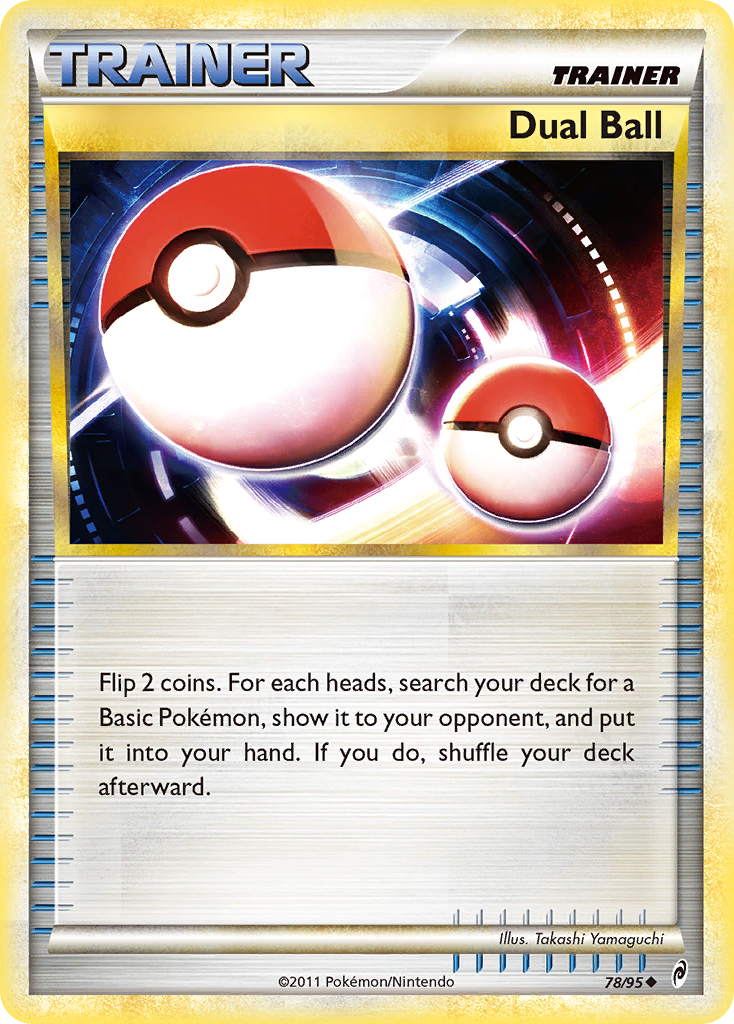 TRAINER
TRAINER
Dual Ball
Flip 2 coins. For each heads, search your deck for a
Basic Pokémon, show it to your opponent, and put
it into your hand. If you do, shuffle your deck
afterward.
Illus. Takashi Yamaguchi
©2011 Pokémon/Nintendo
78/95 ◆